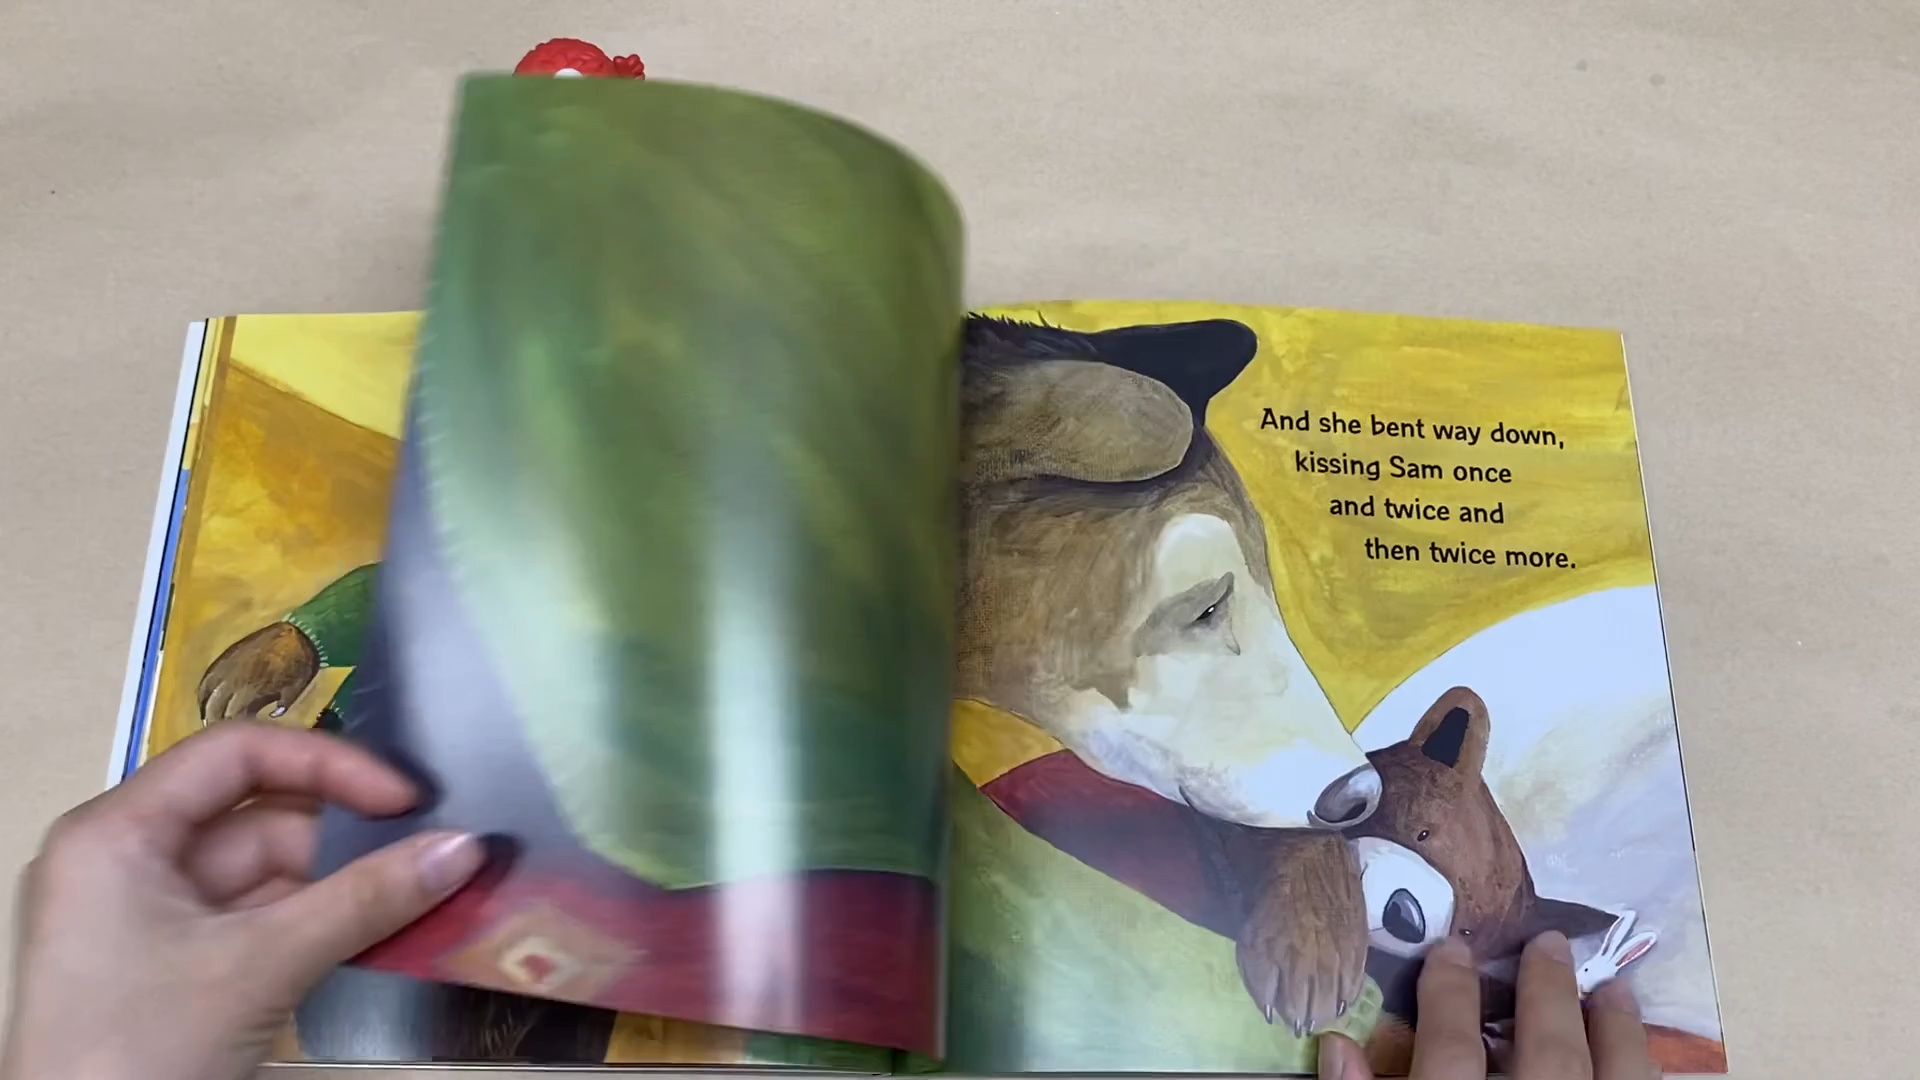 And she bent way down,
kissing Sam once
and twice and
then twice more.